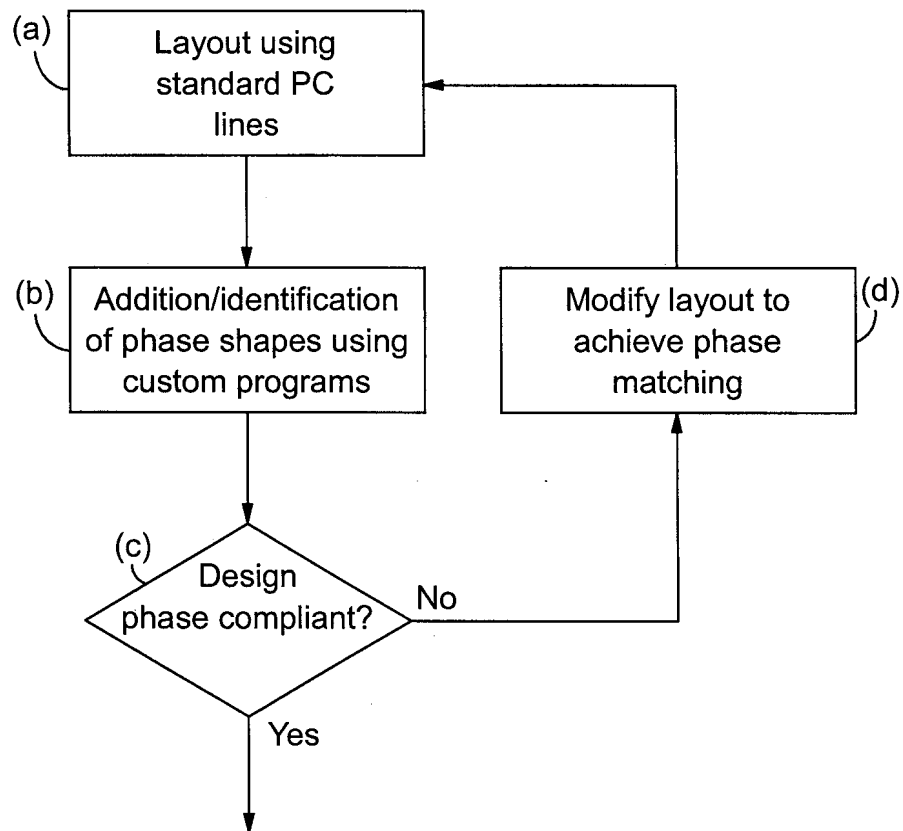 (a)
Layout using
standard PC
lines
(b)
Addition/identification
of phase shapes using
custom programs
Modify layout to
achieve phase
matching
(d)
(c)
Design
phase compliant?
No
Yes